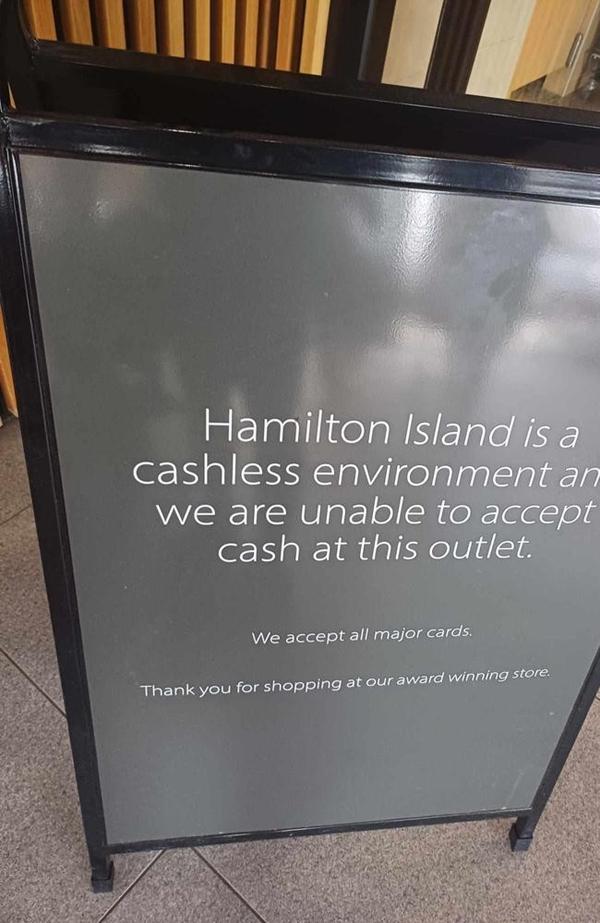 Hamilton Island is a
cashless environment an
we are unable to accept
cash at this outlet.
We accept all major cards.
Thank you for shopping at our award winning store.